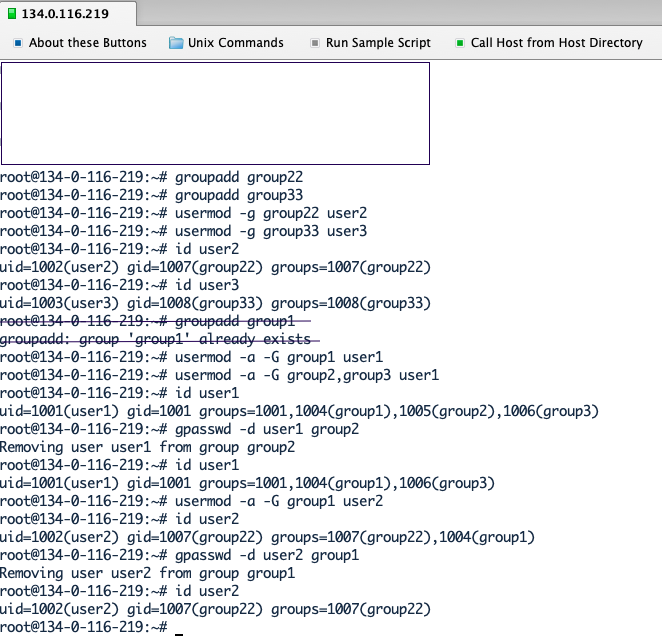 134.0.116.219
About these Buttons Unix Commands Run Sample Script Call Host from Host Directory
root@134-0-116-219:~# groupadd group22
root@134-0-116-219:~# groupadd group33
root@134-0-116-219:~# usermod -g group22 user2
root@134-0-116-219:~# usermod -g group33 user3
root@134-0-116-219:~# id user2
uid=1002(user2) gid=1007(group22) groups=1007(group22)
root@134-0-116-219:~# id user3
uid=1003(user3) gid=1008(group33) groups=1008(group33)
root@134-0-116-219:~# groupadd group1
groupadd: group 'group1' already exists
root@134-0-116-219:~# usermod -a -G group1 user1
root@134-0-116-219:~# usermod -a -G group2,group3 user1
root@134-0-116-219:~# id user1
uid=1001(user1) gid=1001 groups=1001,1004(group1),1005(group2),1006(group3)
root@134-0-116-219:~# gpasswd -d user1 group2
Removing user user1 from group group2
root@134-0-116-219:~# id user1
uid=1001(user1) gid=1001 groups=1001,1004(group1),1006(group3)
root@134-0-116-219:~# usermod -a -G group1 user2
root@134-0-116-219:~# id user2
uid=1002(user2) gid=1007(group22) groups=1007(group22),1004(group1)
root@134-0-116-219:~# gpasswd -d user2 group1
Removing user user2 from group group1
root@134-0-116-219:~# id user2
uid=1002(user2) gid=1007(group22) groups=1007(group22)
root@134-0-116-219:~# _